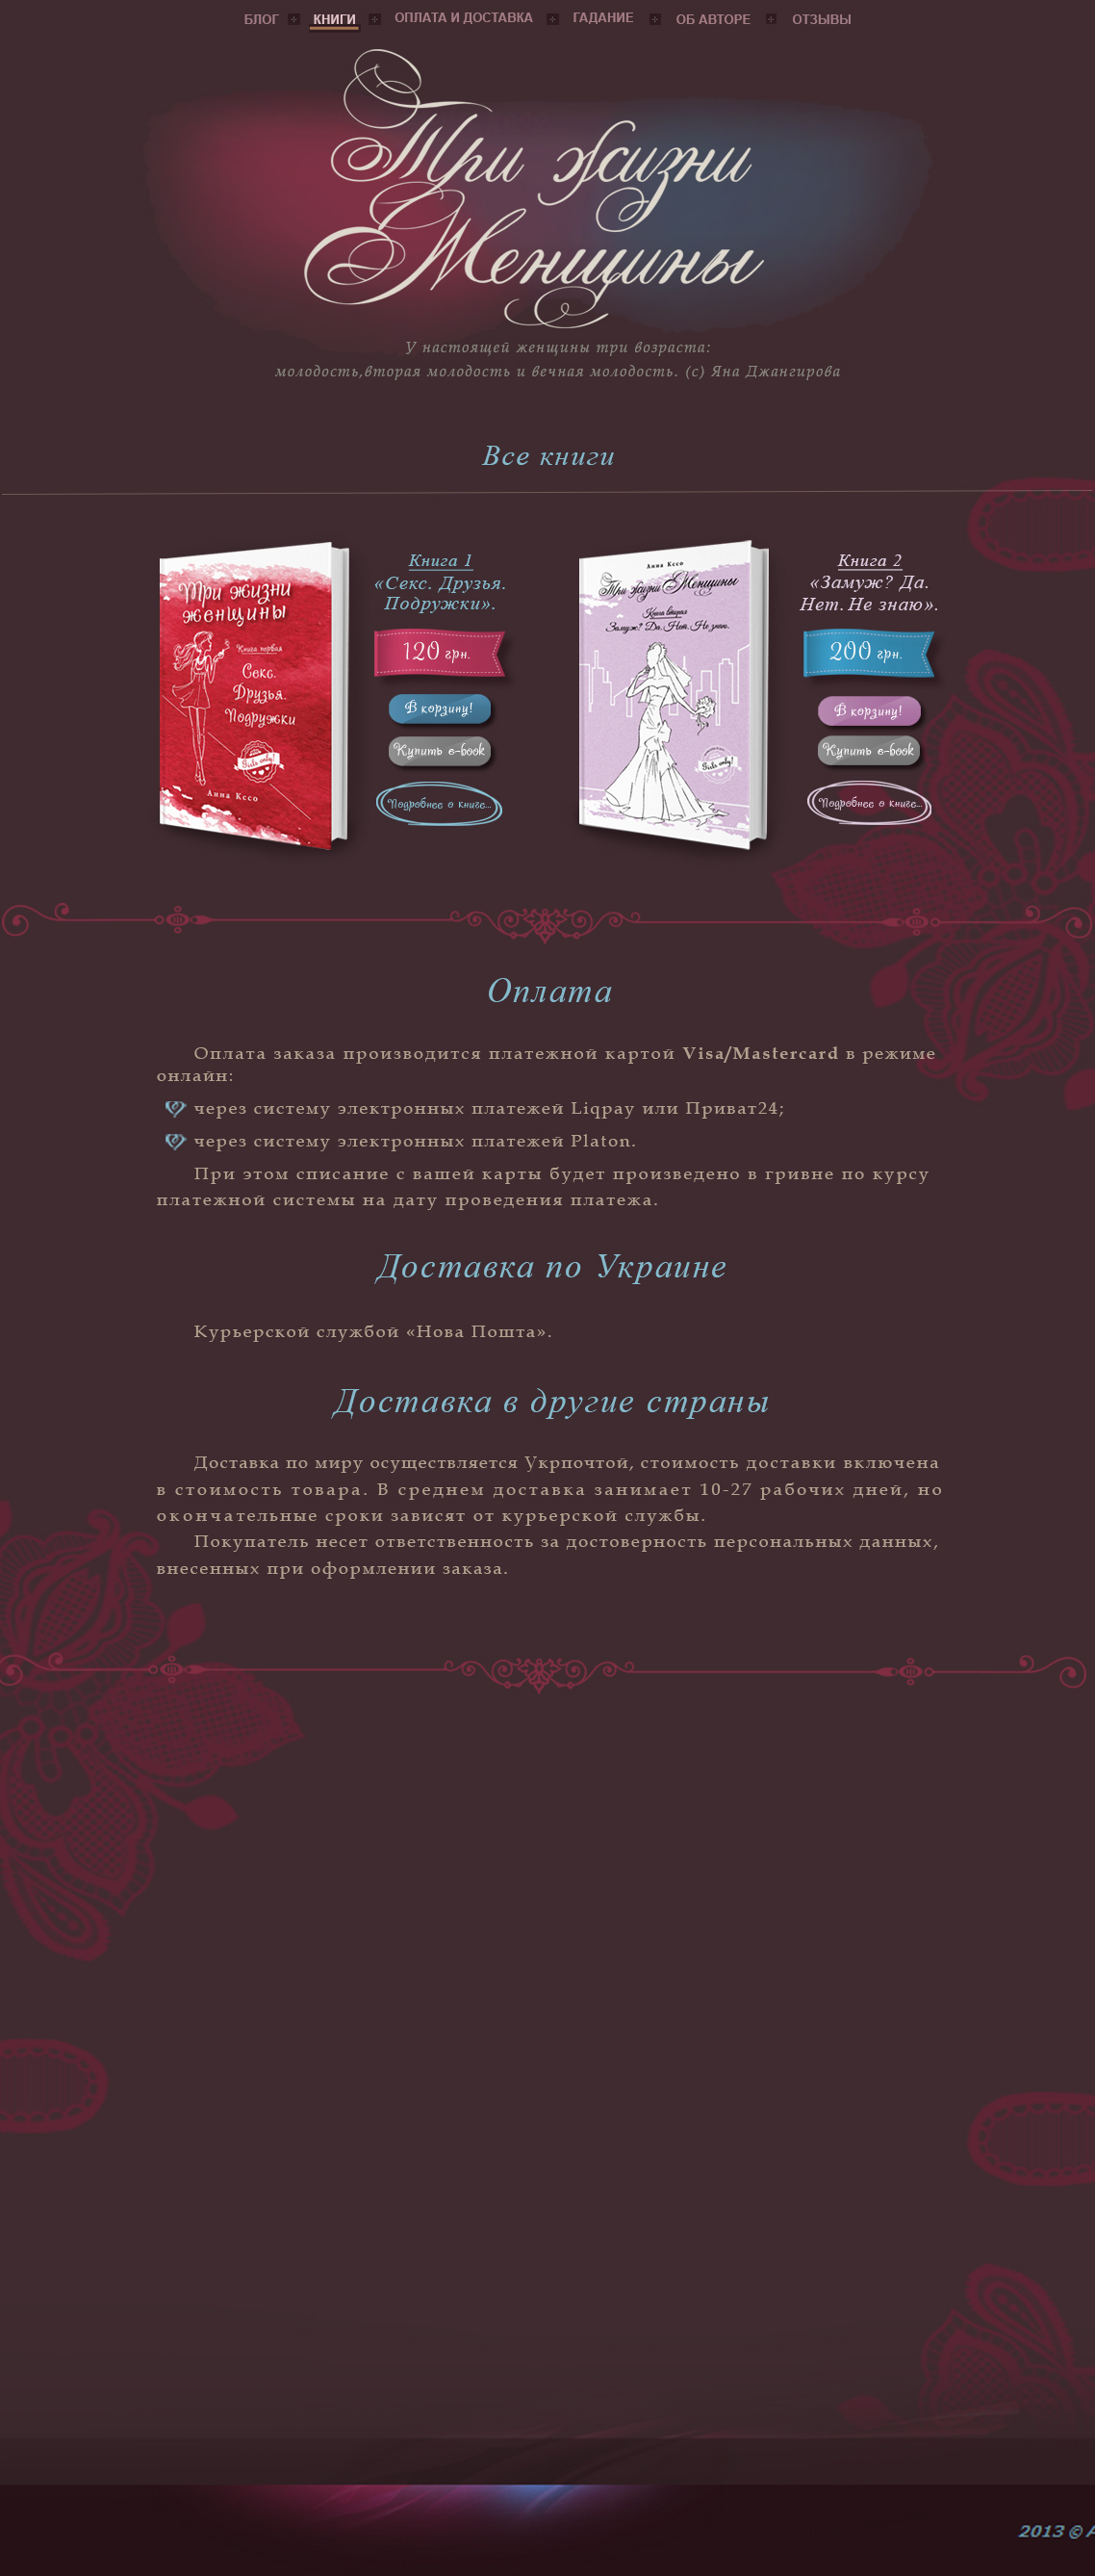 БЛОГ КНИГИ ОПЛАТА И ДОСТАВКА ГАДАНИЕ ОБ АВТОРЕ ОТЗЫВЫ
Три жизни
Женщины
У настоящей женщины три возраста:
молодость,вторая молодость и вечная молодость. (с) Яна Джангирова
Все книги
Три жизни
женщины
Книга первая
Секс.
Друзья.
Подружки
Girls only!
Анна Кссо
Книга 1
«Секс. Друзья.
Подружки».
120 грн.
В корзину!
Купить e-book
Подробнее о книге...
Анна Кссо
Три жизни Женщины
Книга вторая
Замуж? Да. Нет. Не знаю.
Girls only!
Книга 2
«Замуж? Да.
Нет. Не знаю».
200 грн.
В корзину!
Купить e-book
Подробнее о книге...
Оплата
Оплата заказа производится платежной картой Visa/Mastercard в режиме
онлайн:
через систему электронных платежей Liqpay или Приват24;
через систему электронных платежей Platon.
При этом списание с вашей карты будет произведено в гривне по курсу
платежной системы на дату проведения платежа.
Доставка по Украине
Курьерской службой «Нова Пошта».
Доставка в другие страны
Доставка по миру осуществляется Укрпочтой, стоимость доставки включена
в стоимость товара. В среднем доставка занимает 10-27 рабочих дней, но
окончательные сроки зависят от курьерской службы.
Покупатель несет ответственность за достоверность персональных данных,
внесенных при оформлении заказа.
2013 ©